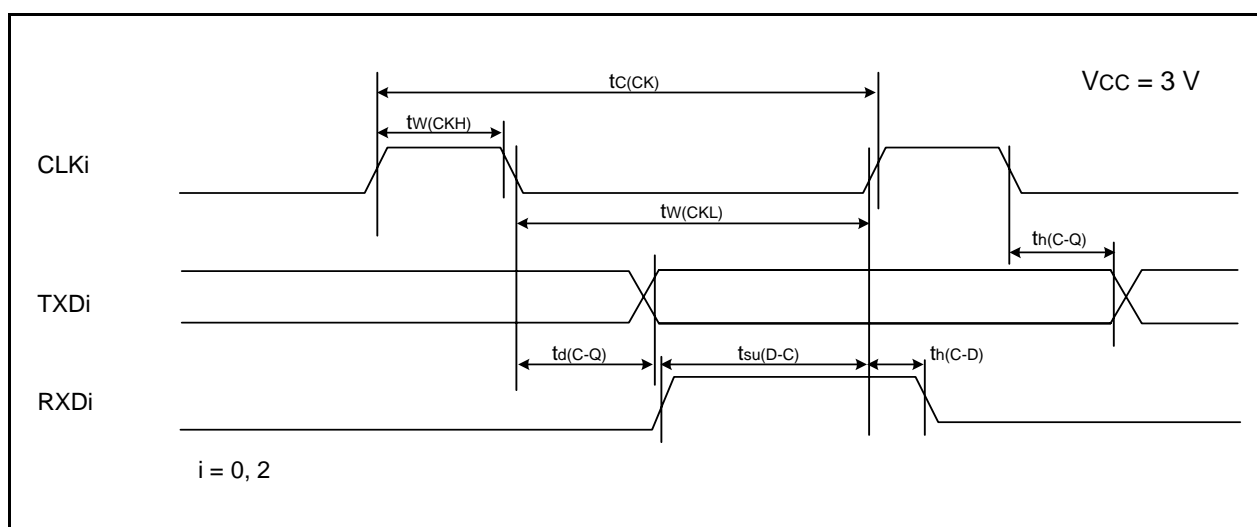 tC(CK)
VCC = 3 V
tW(CKH)
CLKi
tW(CKL)
th(C-Q)
TXDi
td(C-Q)
tsu(D-C)
th(C-D)
RXDi
i = 0, 2